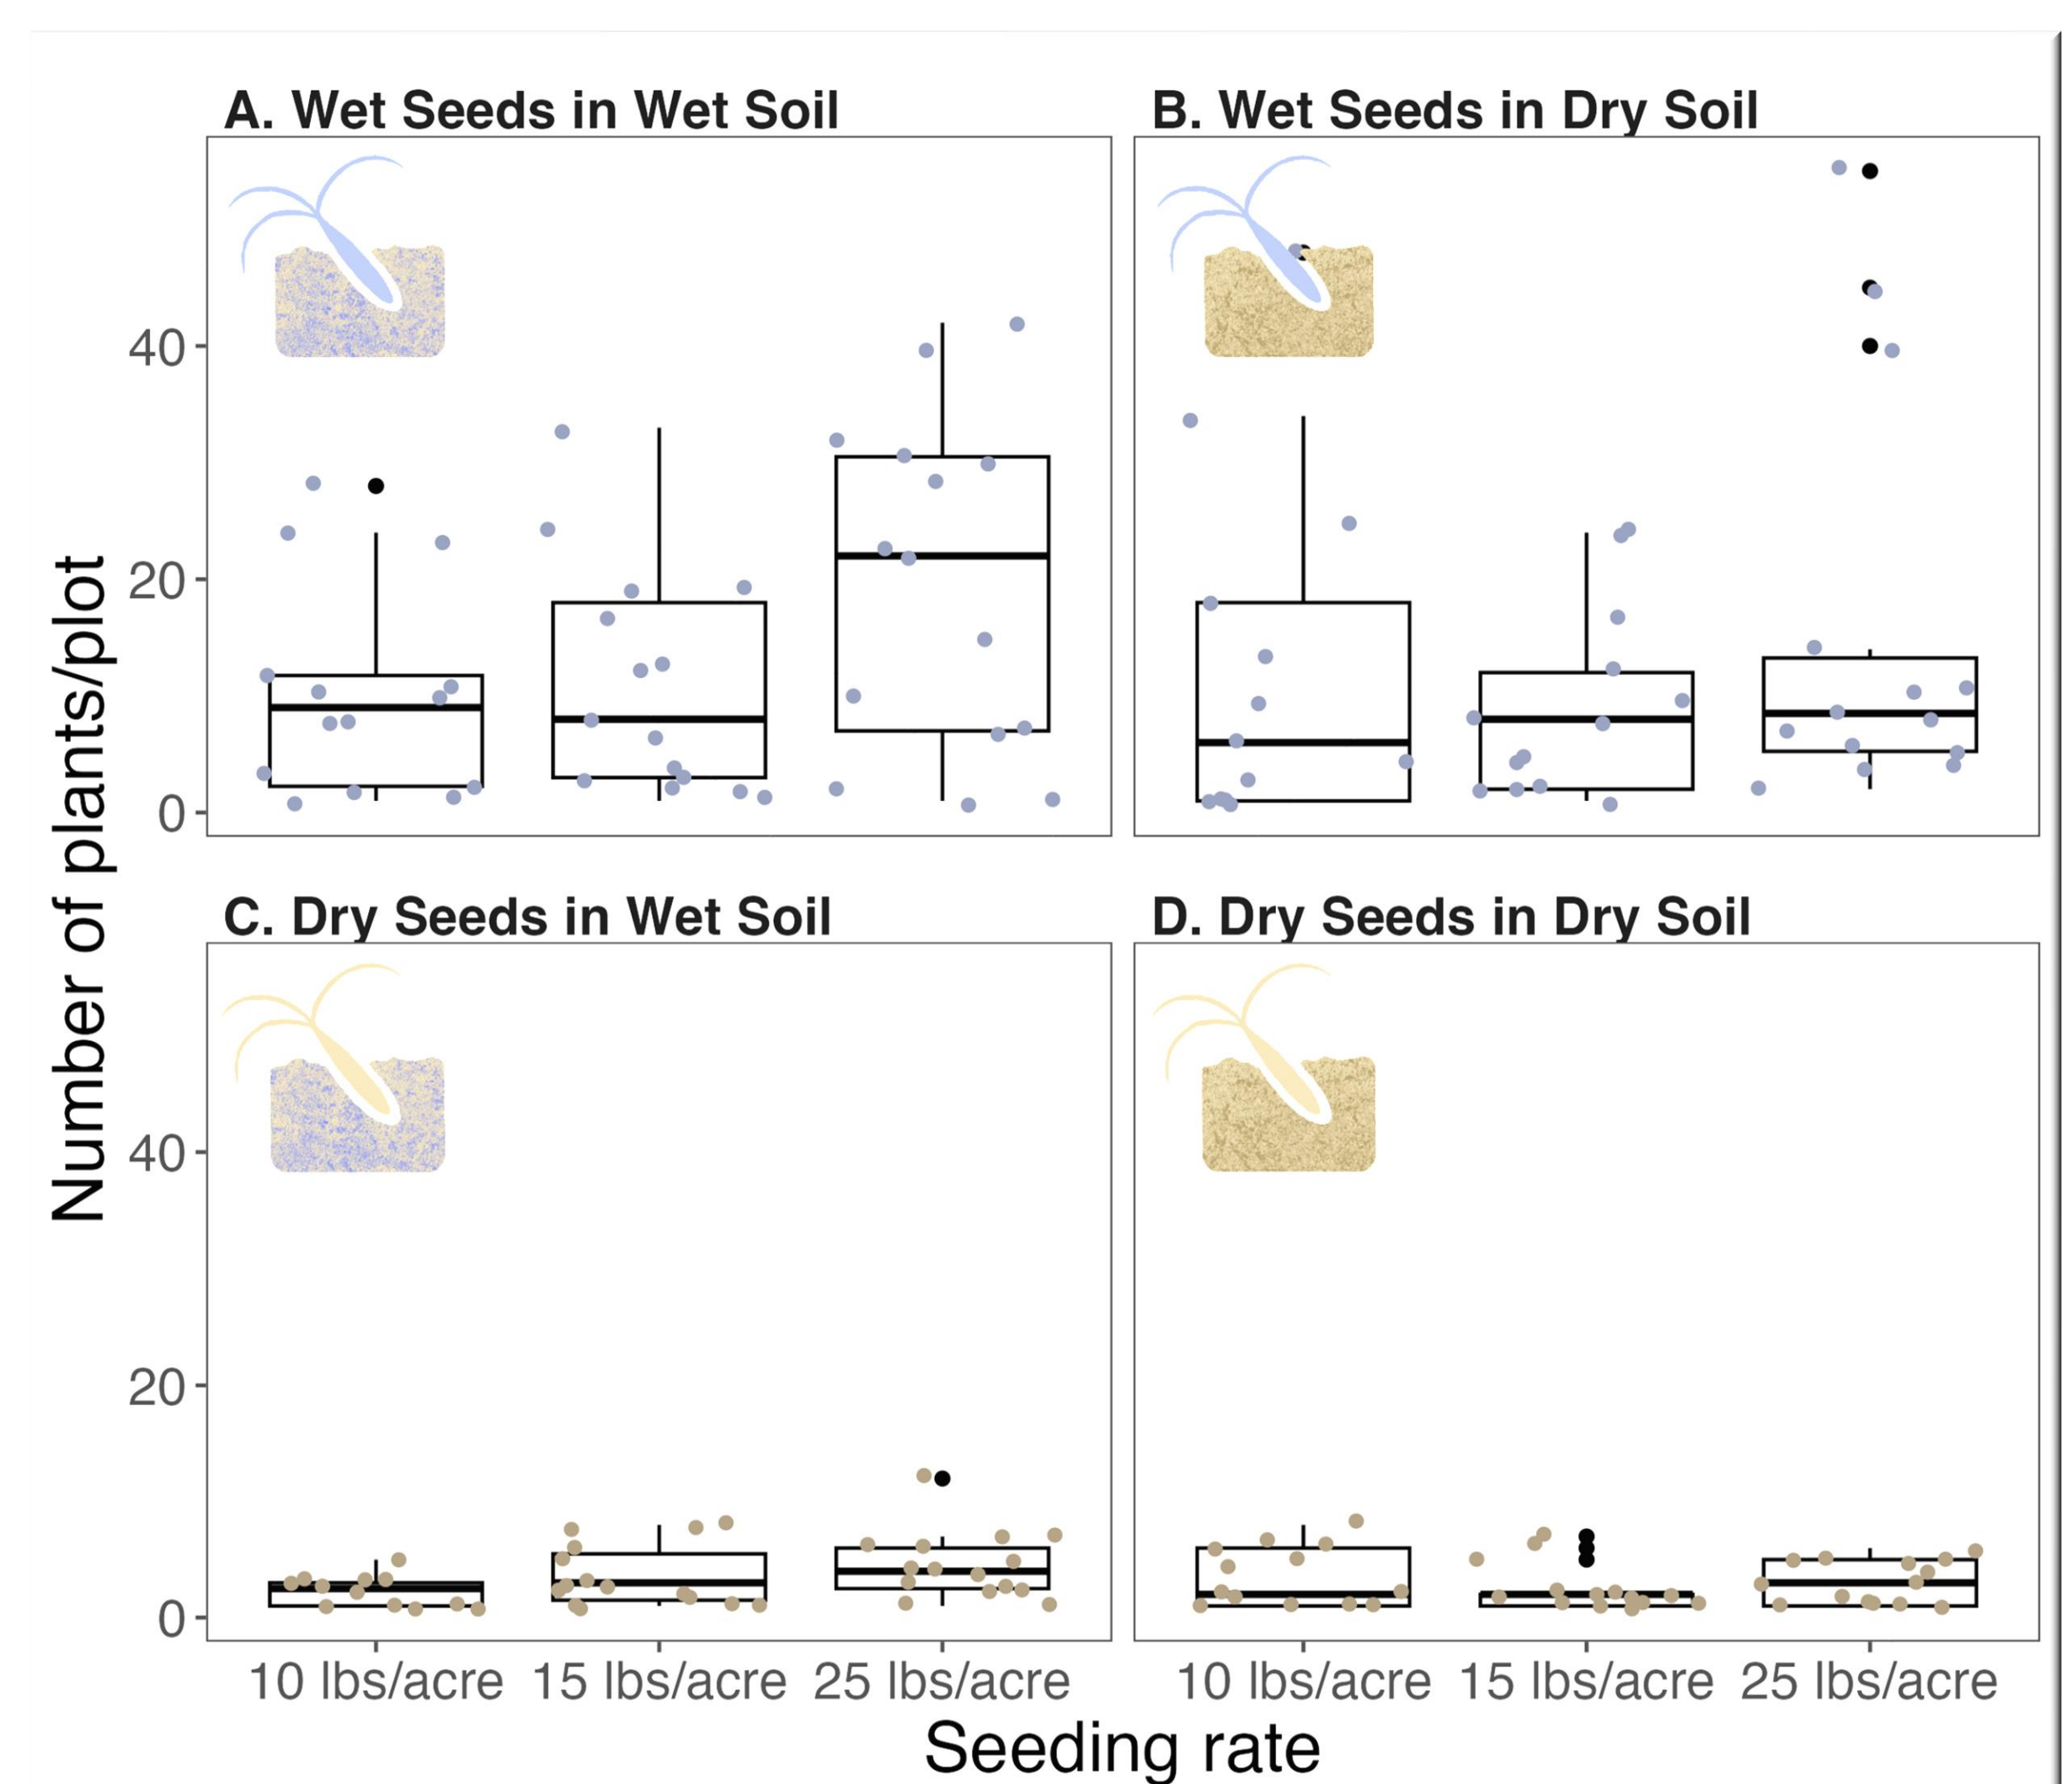 A. Wet Seeds in Wet Soil
B. Wet Seeds in Dry Soil
40
20
0
Number of plants/plot
C. Dry Seeds in Wet Soil
D. Dry Seeds in Dry Soil
40
20
0
10 lbs/acre 15 lbs/acre 25 lbs/acre
10 lbs/acre 15 lbs/acre 25 lbs/acre
Seeding rate